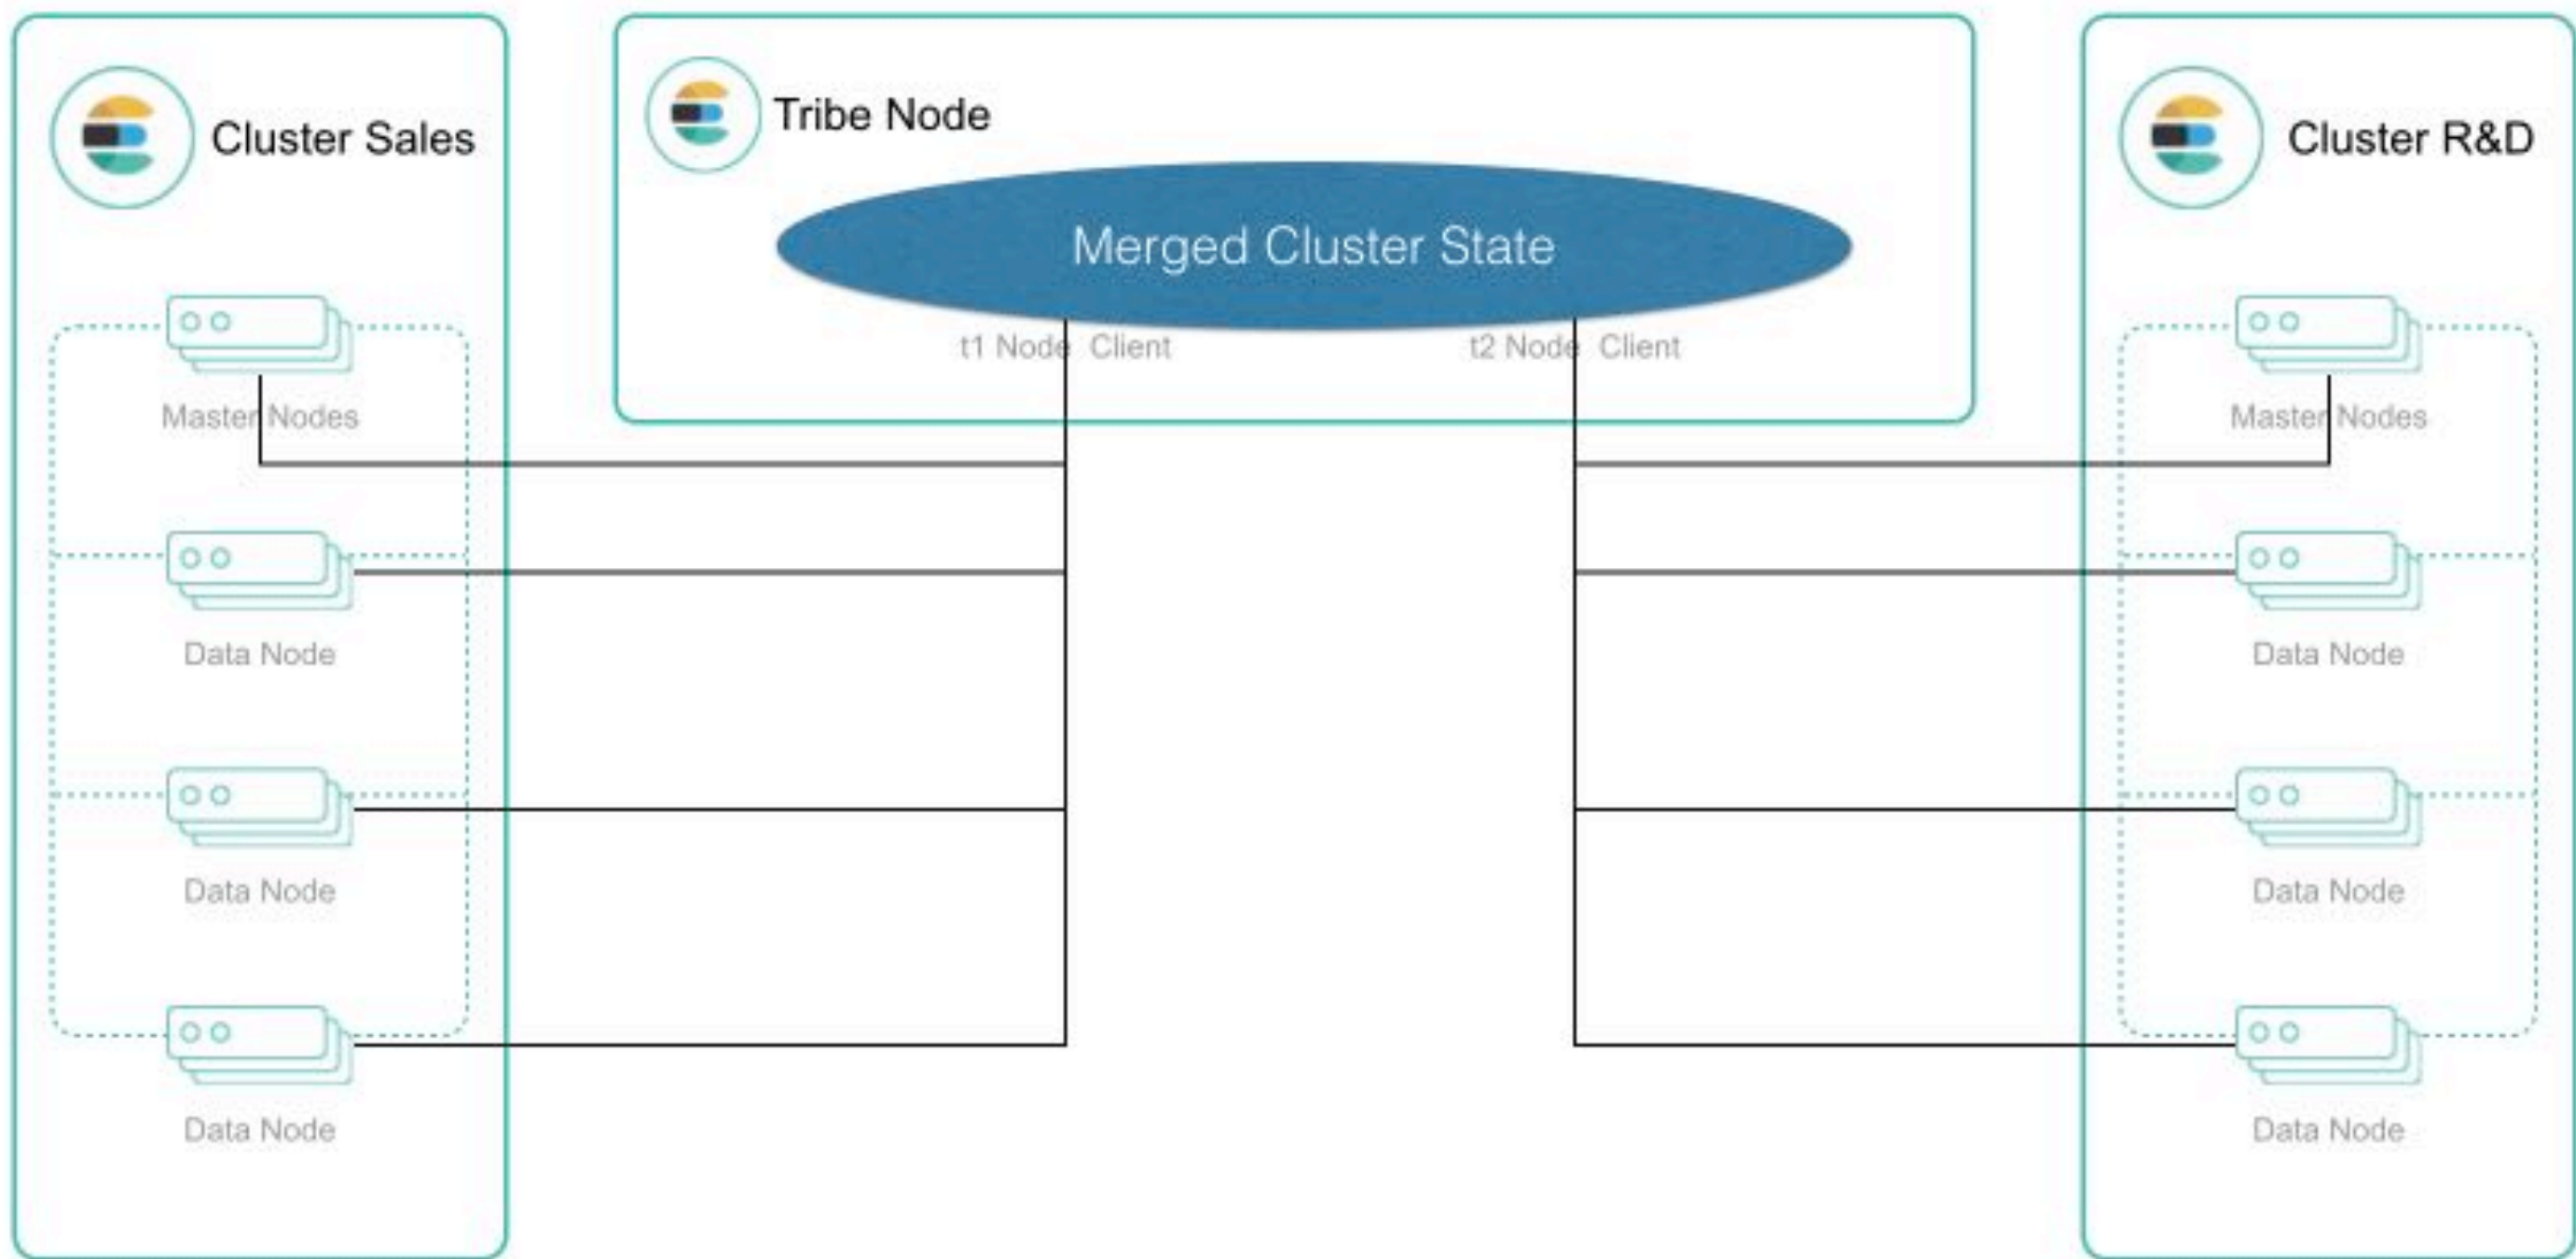 Cluster Sales
Master Nodes
Data Node
Data Node
Data Node
Tribe Node
Merged Cluster State
t1 Node Client
t2 Node Client
Cluster R&D
Master Nodes
Data Node
Data Node
Data Node